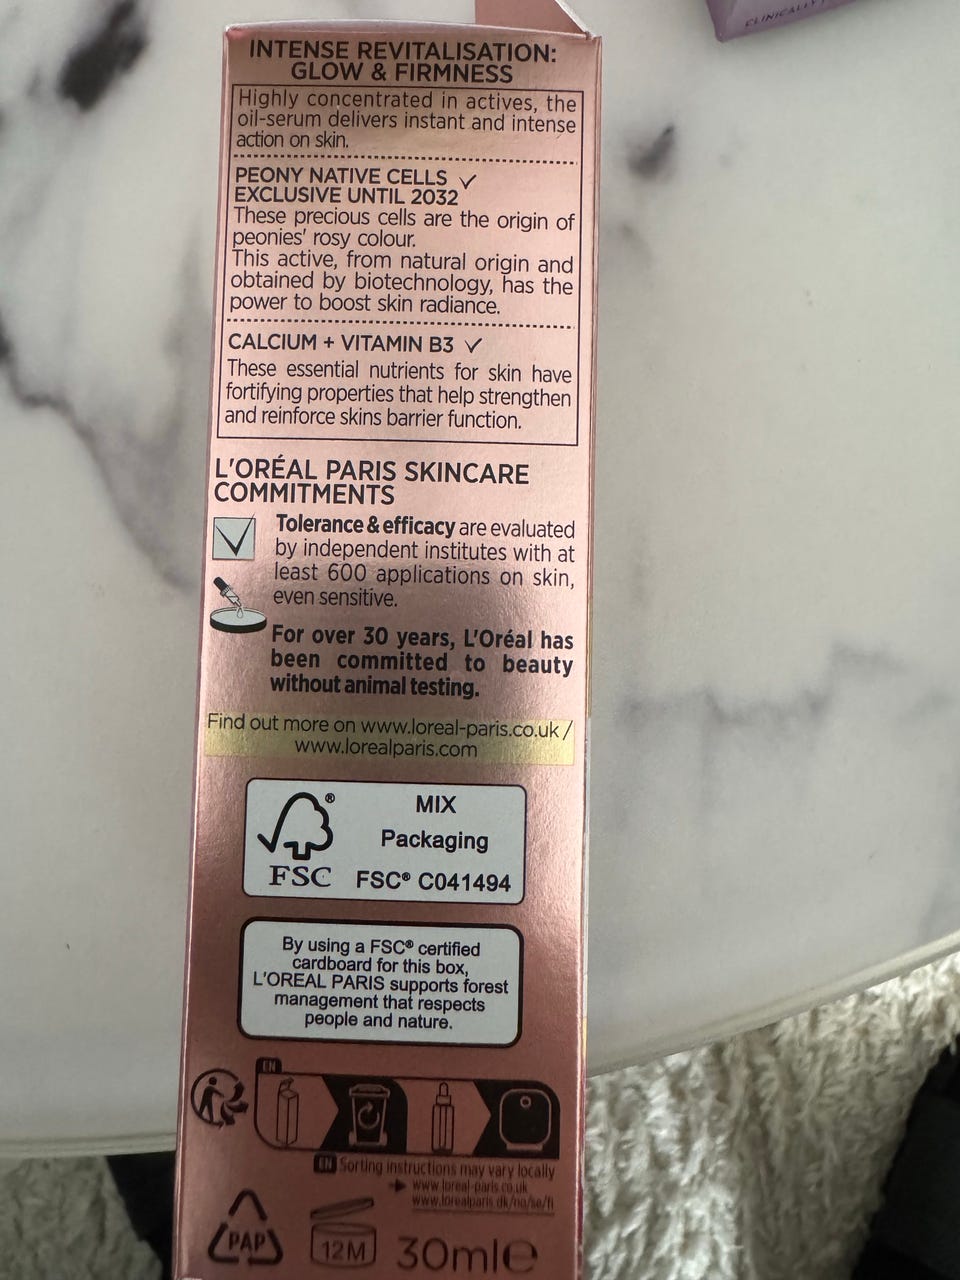 CLINICALLY
INTENSE REVITALISATION:
GLOW & FIRMNESS
Highly concentrated in actives, the
oil-serum delivers instant and intense
action on skin.
PEONY NATIVE CELLS ✓
EXCLUSIVE UNTIL 2032
These precious cells are the origin of
peonies' rosy colour.
This active, from natural origin and
obtained by biotechnology, has the
power to boost skin radiance.
CALCIUM + VITAMIN B3 ✓
These essential nutrients for skin have
fortifying properties that help strengthen
and reinforce skins barrier function.
L'ORÉAL PARIS SKINCARE
COMMITMENTS
Tolerance & efficacy are evaluated
by independent institutes with at
least 600 applications on skin,
even sensitive.
For over 30 years, L'Oréal has
been committed to beauty
without animal testing.
Find out more on www.loreal-paris.co.uk /
www.lorealparis.com
MIX
Packaging
FSC® C041494
FSC
By using a FSC® certified
cardboard for this box,
L'OREAL PARIS supports forest
management that respects
people and nature.
EN
EN Sorting instructions may vary locally
www.loreal-paris.co.uk
www.lorealparis.dk/no/se/fi
PAP
12M
30ml℮